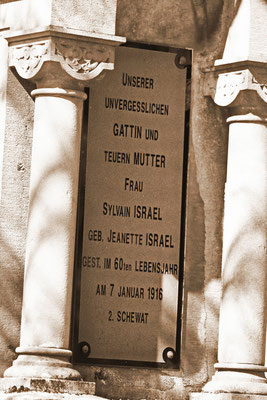 UNSERER
UNVERGESSLICHEN
GATTIN UND
TEUERN MUTTER
FRAU
SYLVAIN ISRAEL
GEB. JEANETTE ISRAEL
GEST. IM 60TEN LEBENSJAHR
AM 7 JANUAR 1916
2. SCHEWAT